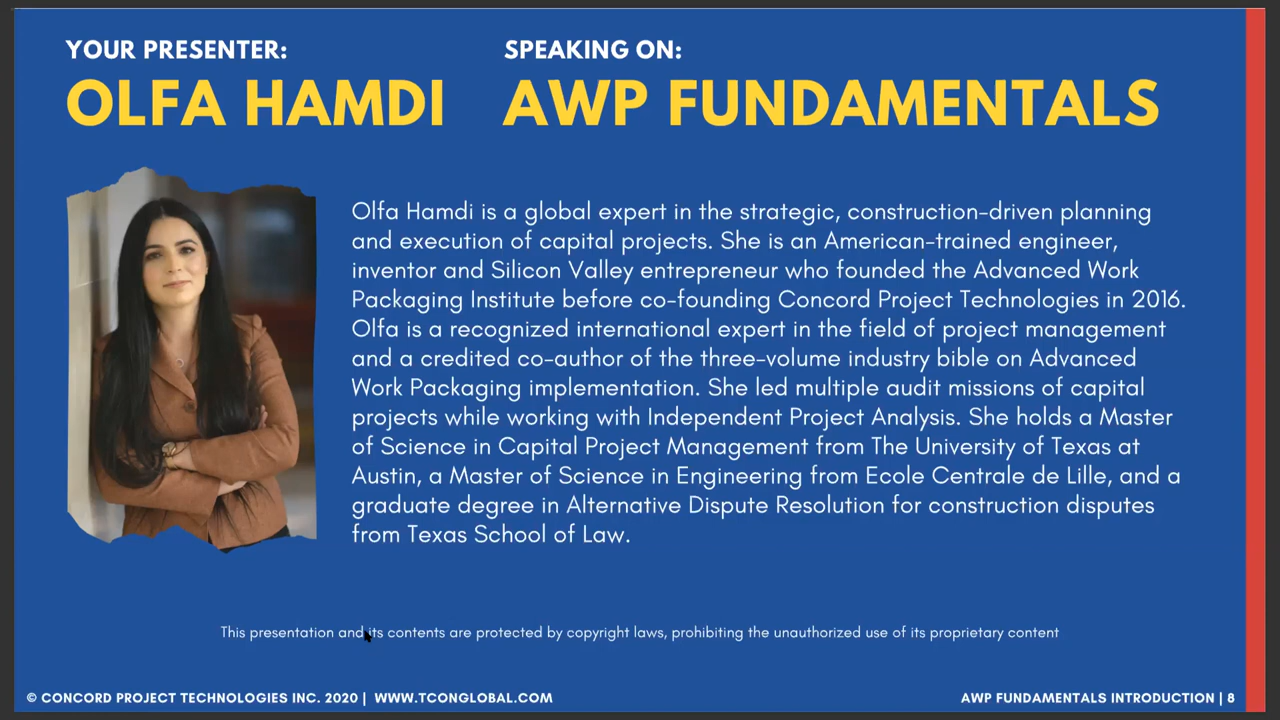 YOUR PRESENTER:
OLFA HAMDI
SPEAKING ON:
AWP FUNDAMENTALS
Olfa Hamdi is a global expert in the strategic, construction-driven planning
and execution of capital projects. She is an American-trained engineer,
inventor and Silicon Valley entrepreneur who founded the Advanced Work
Packaging Institute before co-founding Concord Project Technologies in 2016.
Olfa is a recognized international expert in the field of project management
and a credited co-author of the three-volume industry bible on Advanced
Work Packaging implementation. She led multiple audit missions of capital
projects while working with Independent Project Analysis. She holds a Master
of Science in Capital Project Management from The University of Texas at
Austin, a Master of Science in Engineering from Ecole Centrale de Lille, and a
graduate degree in Alternative Dispute Resolution for construction disputes
from Texas School of Law.
This presentation and its contents are protected by copyright laws, prohibiting the unauthorized use of its proprietary content
© CONCORD PROJECT TECHNOLOGIES INC. 2020 | WWW.TCONGLOBAL.COM
AWP FUNDAMENTALS INTRODUCTION | 8